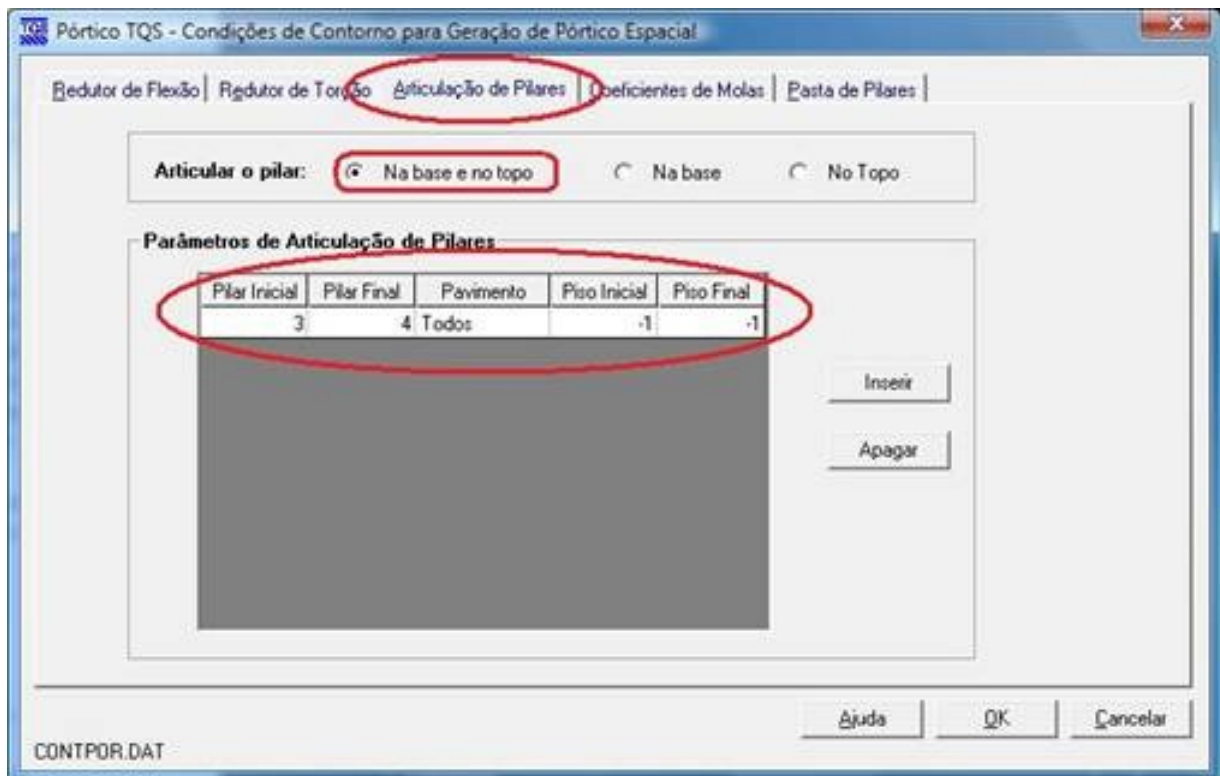 TQS Pórtico TQS - Condições de Contorno para Geração de Pórtico Espacial
Redutor de Flexão Redutor de Torção Articulação de Pilares Coeficientes de Molas Pasta de Pilares
Articular o pilar: Na base e no topo Na base No Topo
Parâmetros de Articulação de Pilares
Pilar Inicial Pilar Final Pavimento Piso Inicial Piso Final
3 4 Todos -1 -1
Inserir
Apagar
Ajuda OK Cancelar
CONTPOR.DAT